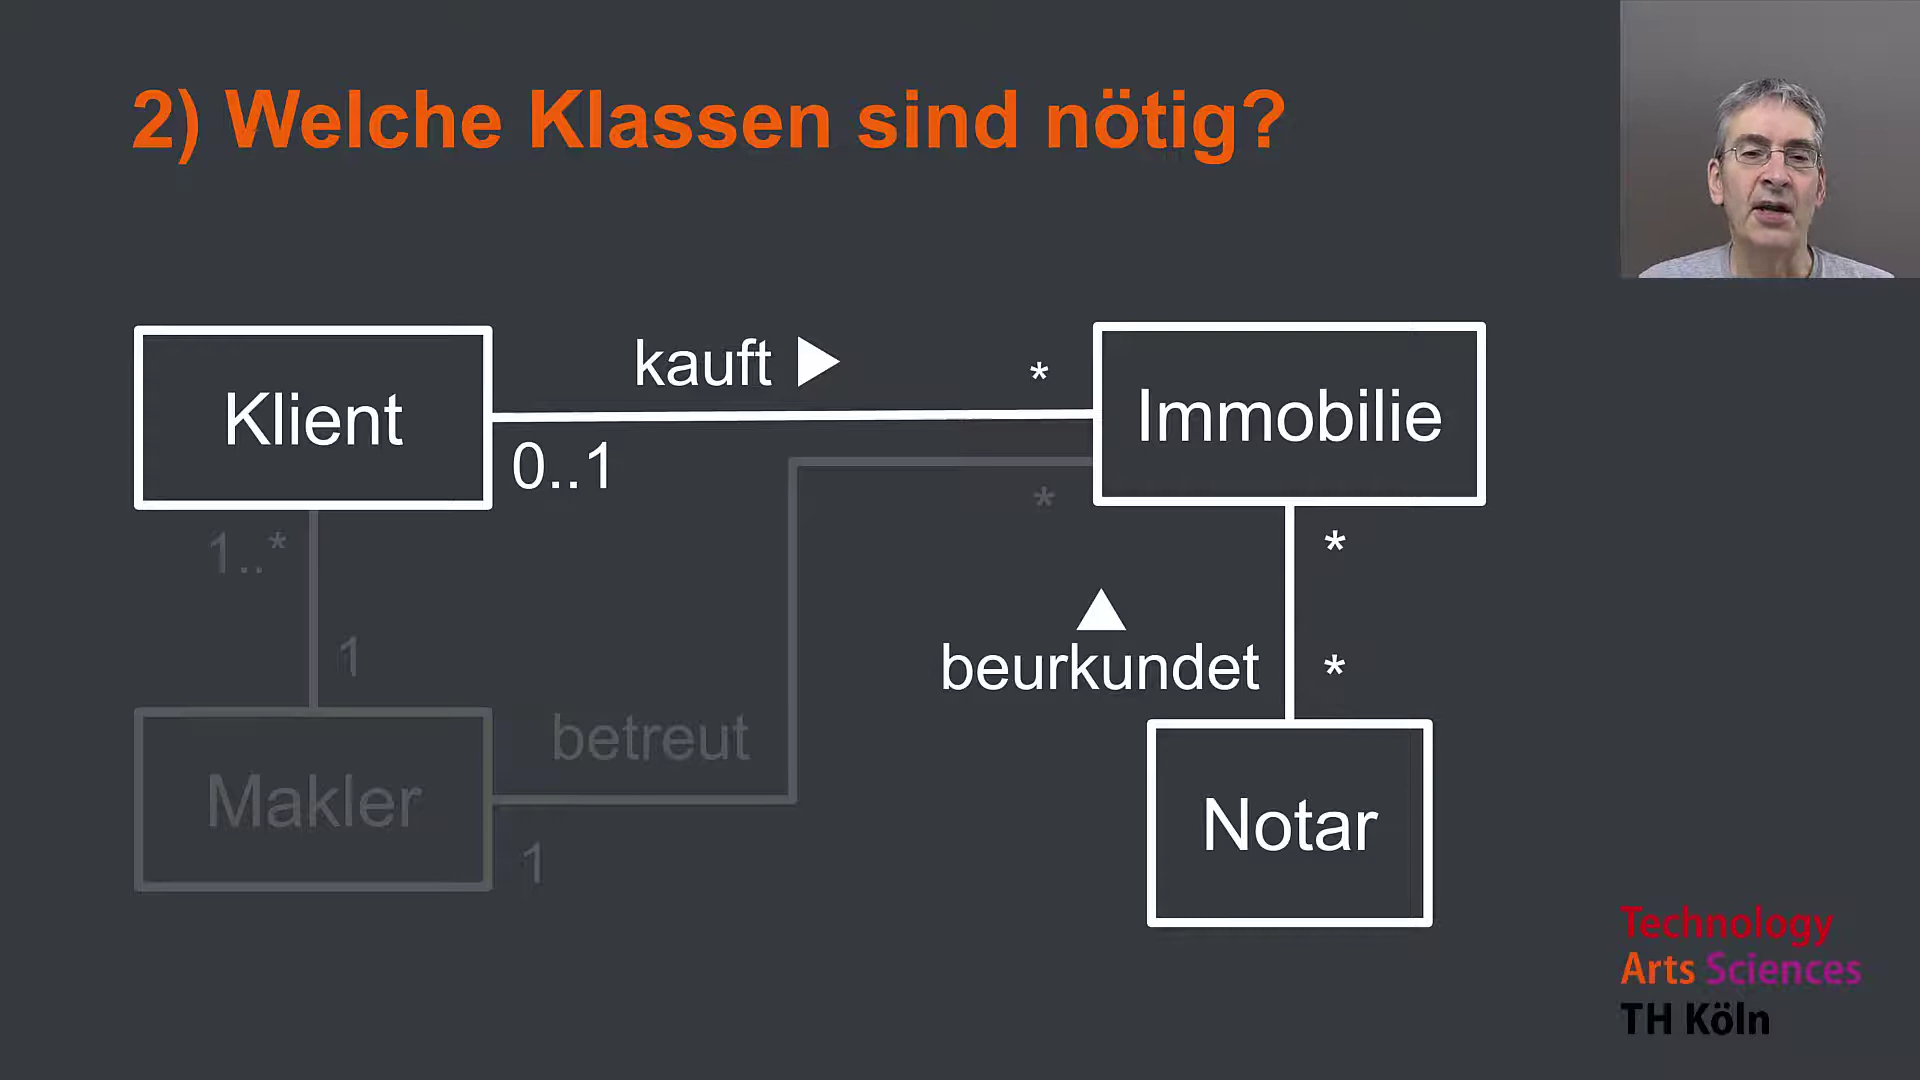 2) Welche Klassen sind nötig?
kauft
*
Klient
Immobilie
0..1
*
1..*
*
1
beurkundet
*
betreut
Makler
Notar
1
Technology
Arts Sciences
TH Köln